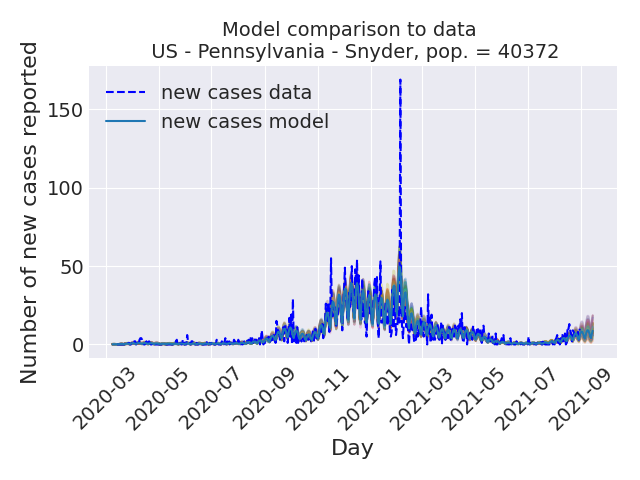 Model comparison to data
US - Pennsylvania - Snyder, pop. = 40372
Number of new cases reported
150
100
50
0
new cases data
new cases model
2020-03
2020-05
2020-07
2020-09
2020-11
2021-01
2021-03
2021-05
2021-07
2021-09
Day